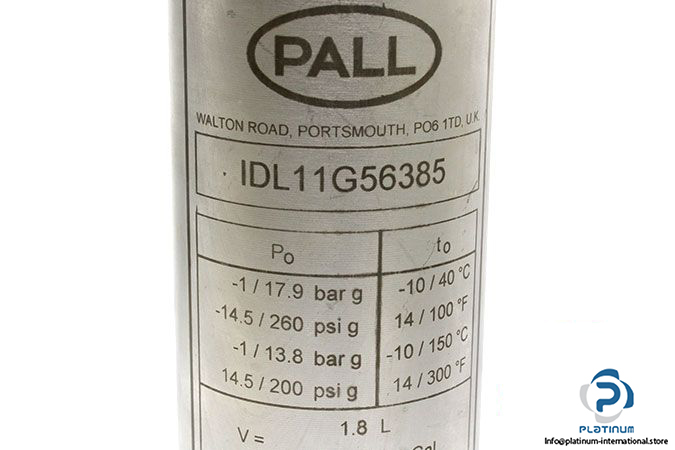 PALL
WALTON ROAD, PORTSMOUTH, PO6 1TD, U.K.
IDL11G56385
Po to
-1 / 17.9 bar g -10 / 40 °C
-14.5 / 260 psi g 14 / 100 °F
-1 / 13.8 bar g -10 / 150 °C
14.5 / 200 psi g 14 / 300 °F
V = 1.8 L
Gal
PLATINUM
Info@platinum-international.store